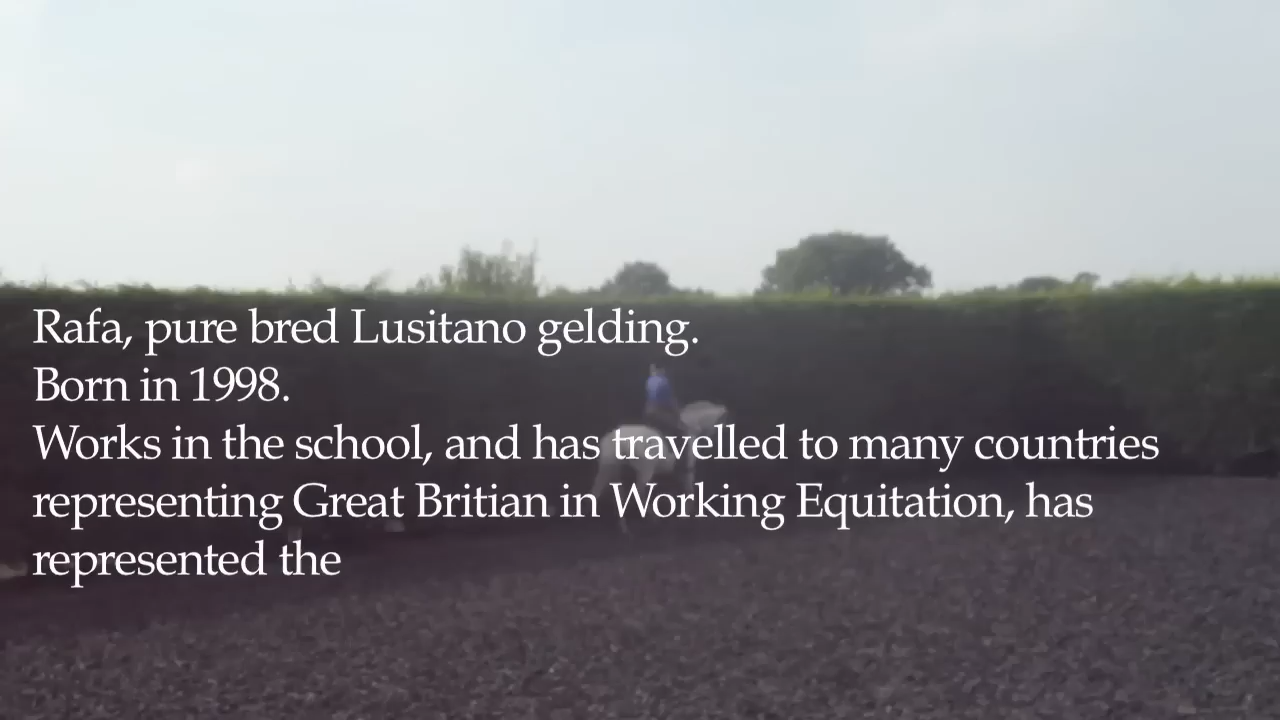 Rafa, pure bred Lusitano gelding.
Born in 1998.
Works in the school, and has travelled to many countries
representing Great Britian in Working Equitation, has
represented the